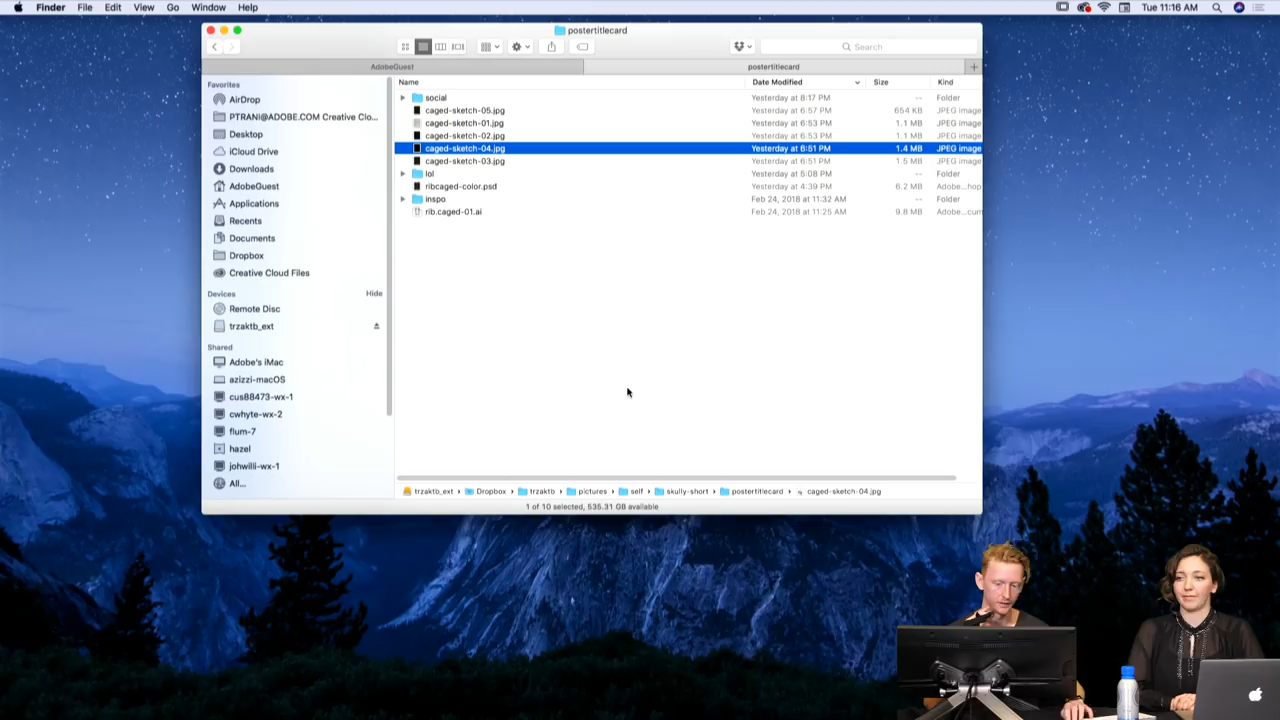 Finder File Edit View Go Window Help Tue 11:16 AM
postertitlecard
Search
AdobeGuest postertitlecard +
Favorites
AirDrop
PTRANI@ADOBE.COM Creative Clo...
Desktop
iCloud Drive
Downloads
AdobeGuest
Applications
Recents
Documents
Dropbox
Creative Cloud Files
Devices Hide
Remote Disc
trzaktb_ext
Shared
Adobe's iMac
azizzi-macOS
cus88473-wx-1
cwhyte-wx-2
flum-7
hazel
johwilli-wx-1
All...
Name Date Modified Size Kind
social Yesterday at 8:17 PM -- Folder
caged-sketch-05.jpg Yesterday at 6:57 PM 654 KB JPEG image
caged-sketch-01.jpg Yesterday at 6:53 PM 1.1 MB JPEG image
caged-sketch-02.jpg Yesterday at 6:53 PM 1.1 MB JPEG image
caged-sketch-04.jpg Yesterday at 6:51 PM 1.4 MB JPEG image
caged-sketch-03.jpg Yesterday at 6:51 PM 1.5 MB JPEG image
lol Yesterday at 5:08 PM -- Folder
ribcaged-color.psd Yesterday at 4:39 PM 6.2 MB Adobe...hop
inspo Feb 24, 2018 at 11:32 AM -- Folder
rib.caged-01.ai Feb 24, 2018 at 11:25 AM 9.8 MB Adobe...cum
trzaktb_ext Dropbox trzaktb pictures self skully-short postertitlecard caged-sketch-04.jpg
1 of 10 selected, 535.31 GB available